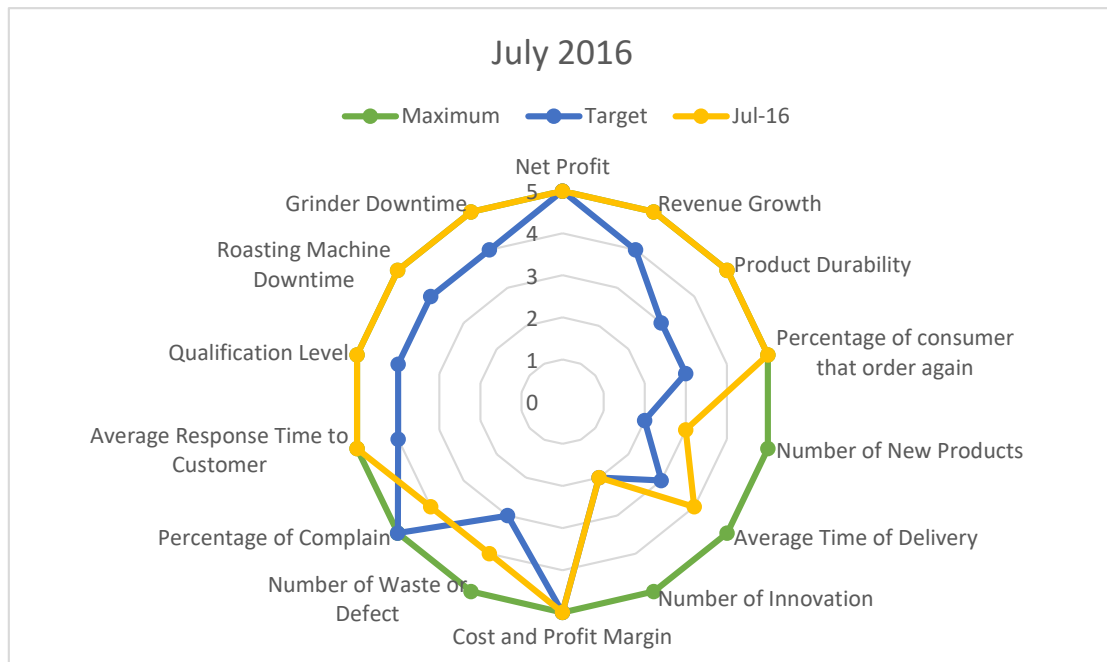 July 2016
Maximum
Target
Jul-16
Net Profit
Grinder Downtime
Revenue Growth
Roasting Machine
Downtime
Product Durability
Qualification Level
Percentage of consumer
that order again
Average Response Time to
Customer
Number of New Products
Percentage of Complain
Average Time of Delivery
Number of Waste or
Defect
Number of Innovation
Cost and Profit Margin
5
4
3
2
1
0